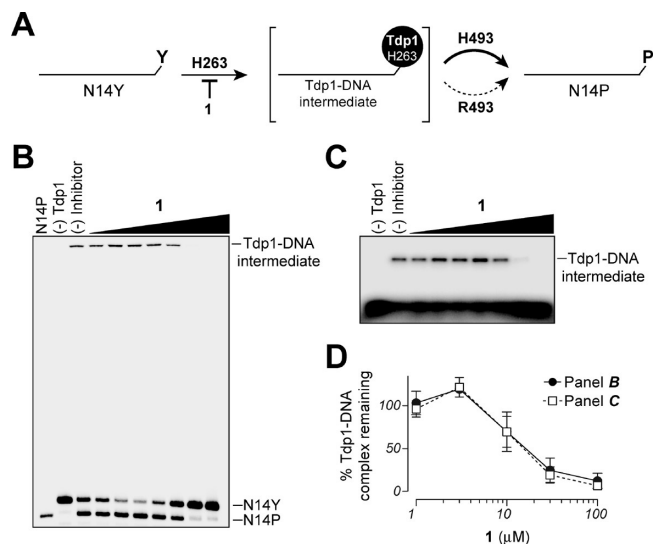 A
Y
N14Y
H263
1
Tdp1
H263
Tdp1-DNA
intermediate
H493
R493
P
N14P
B
N14P
(-) Tdp1
(-) Inhibitor
1
Tdp1-DNA
intermediate
N14Y
N14P
C
(-) Tdp1
(-) Inhibitor
1
Tdp1-DNA
intermediate
D
% Tdp1-DNA
complex remaining
100
50
0
1
10
100
1 (μM)
Panel B
Panel C